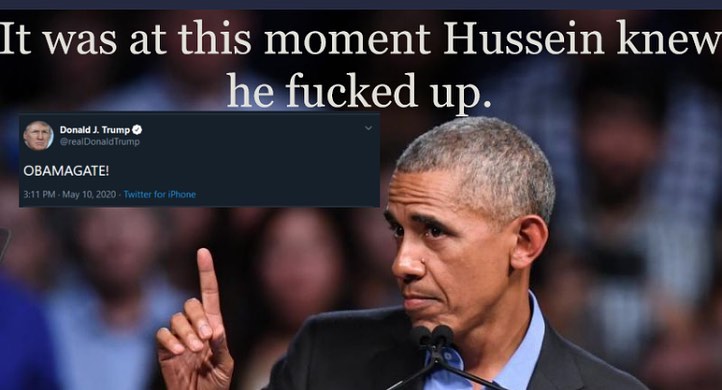 It was at this moment Hussein knew
he fucked up.
Donald J. Trump
@realDonaldTrump
OBAMAGATE!
3:11 PM - May 10, 2020 - Twitter for iPhone